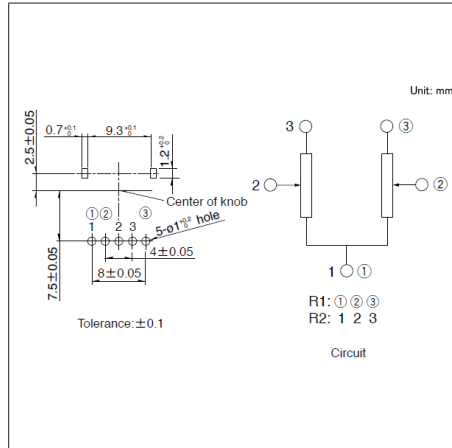 Unit: mm
0.7 +0.1 0
9.3 +0.1 0
2.5±0.05
1.2 +0.2 0
Center of knob
① ② ③
1 2 3
5-ø1 +0.2 0 hole
4±0.05
8±0.05
7.5±0.05
Tolerance:±0.1
3 ③
2 ②
1 ①
R1: ① ② ③
R2: 1 2 3
Circuit